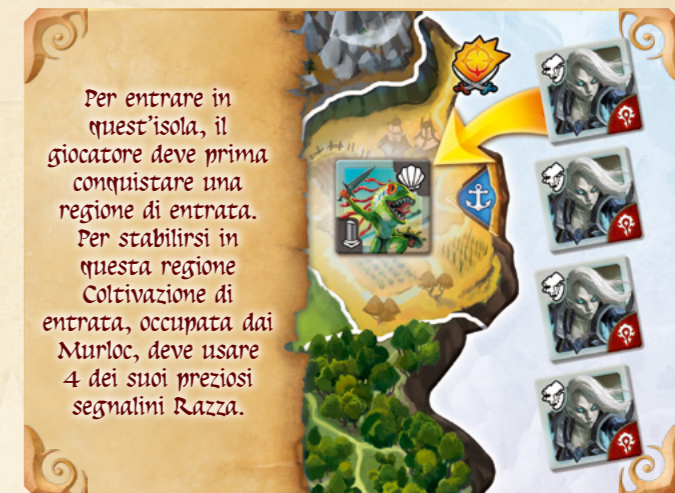 Per entrare in
quest'isola, il
giocatore deve prima
conquistare una
regione di entrata.
Per stabilirsi in
questa regione
Coltivazione di
entrata, occupata dai
Murloc, deve usare
4 dei suoi preziosi
segnalini Razza.